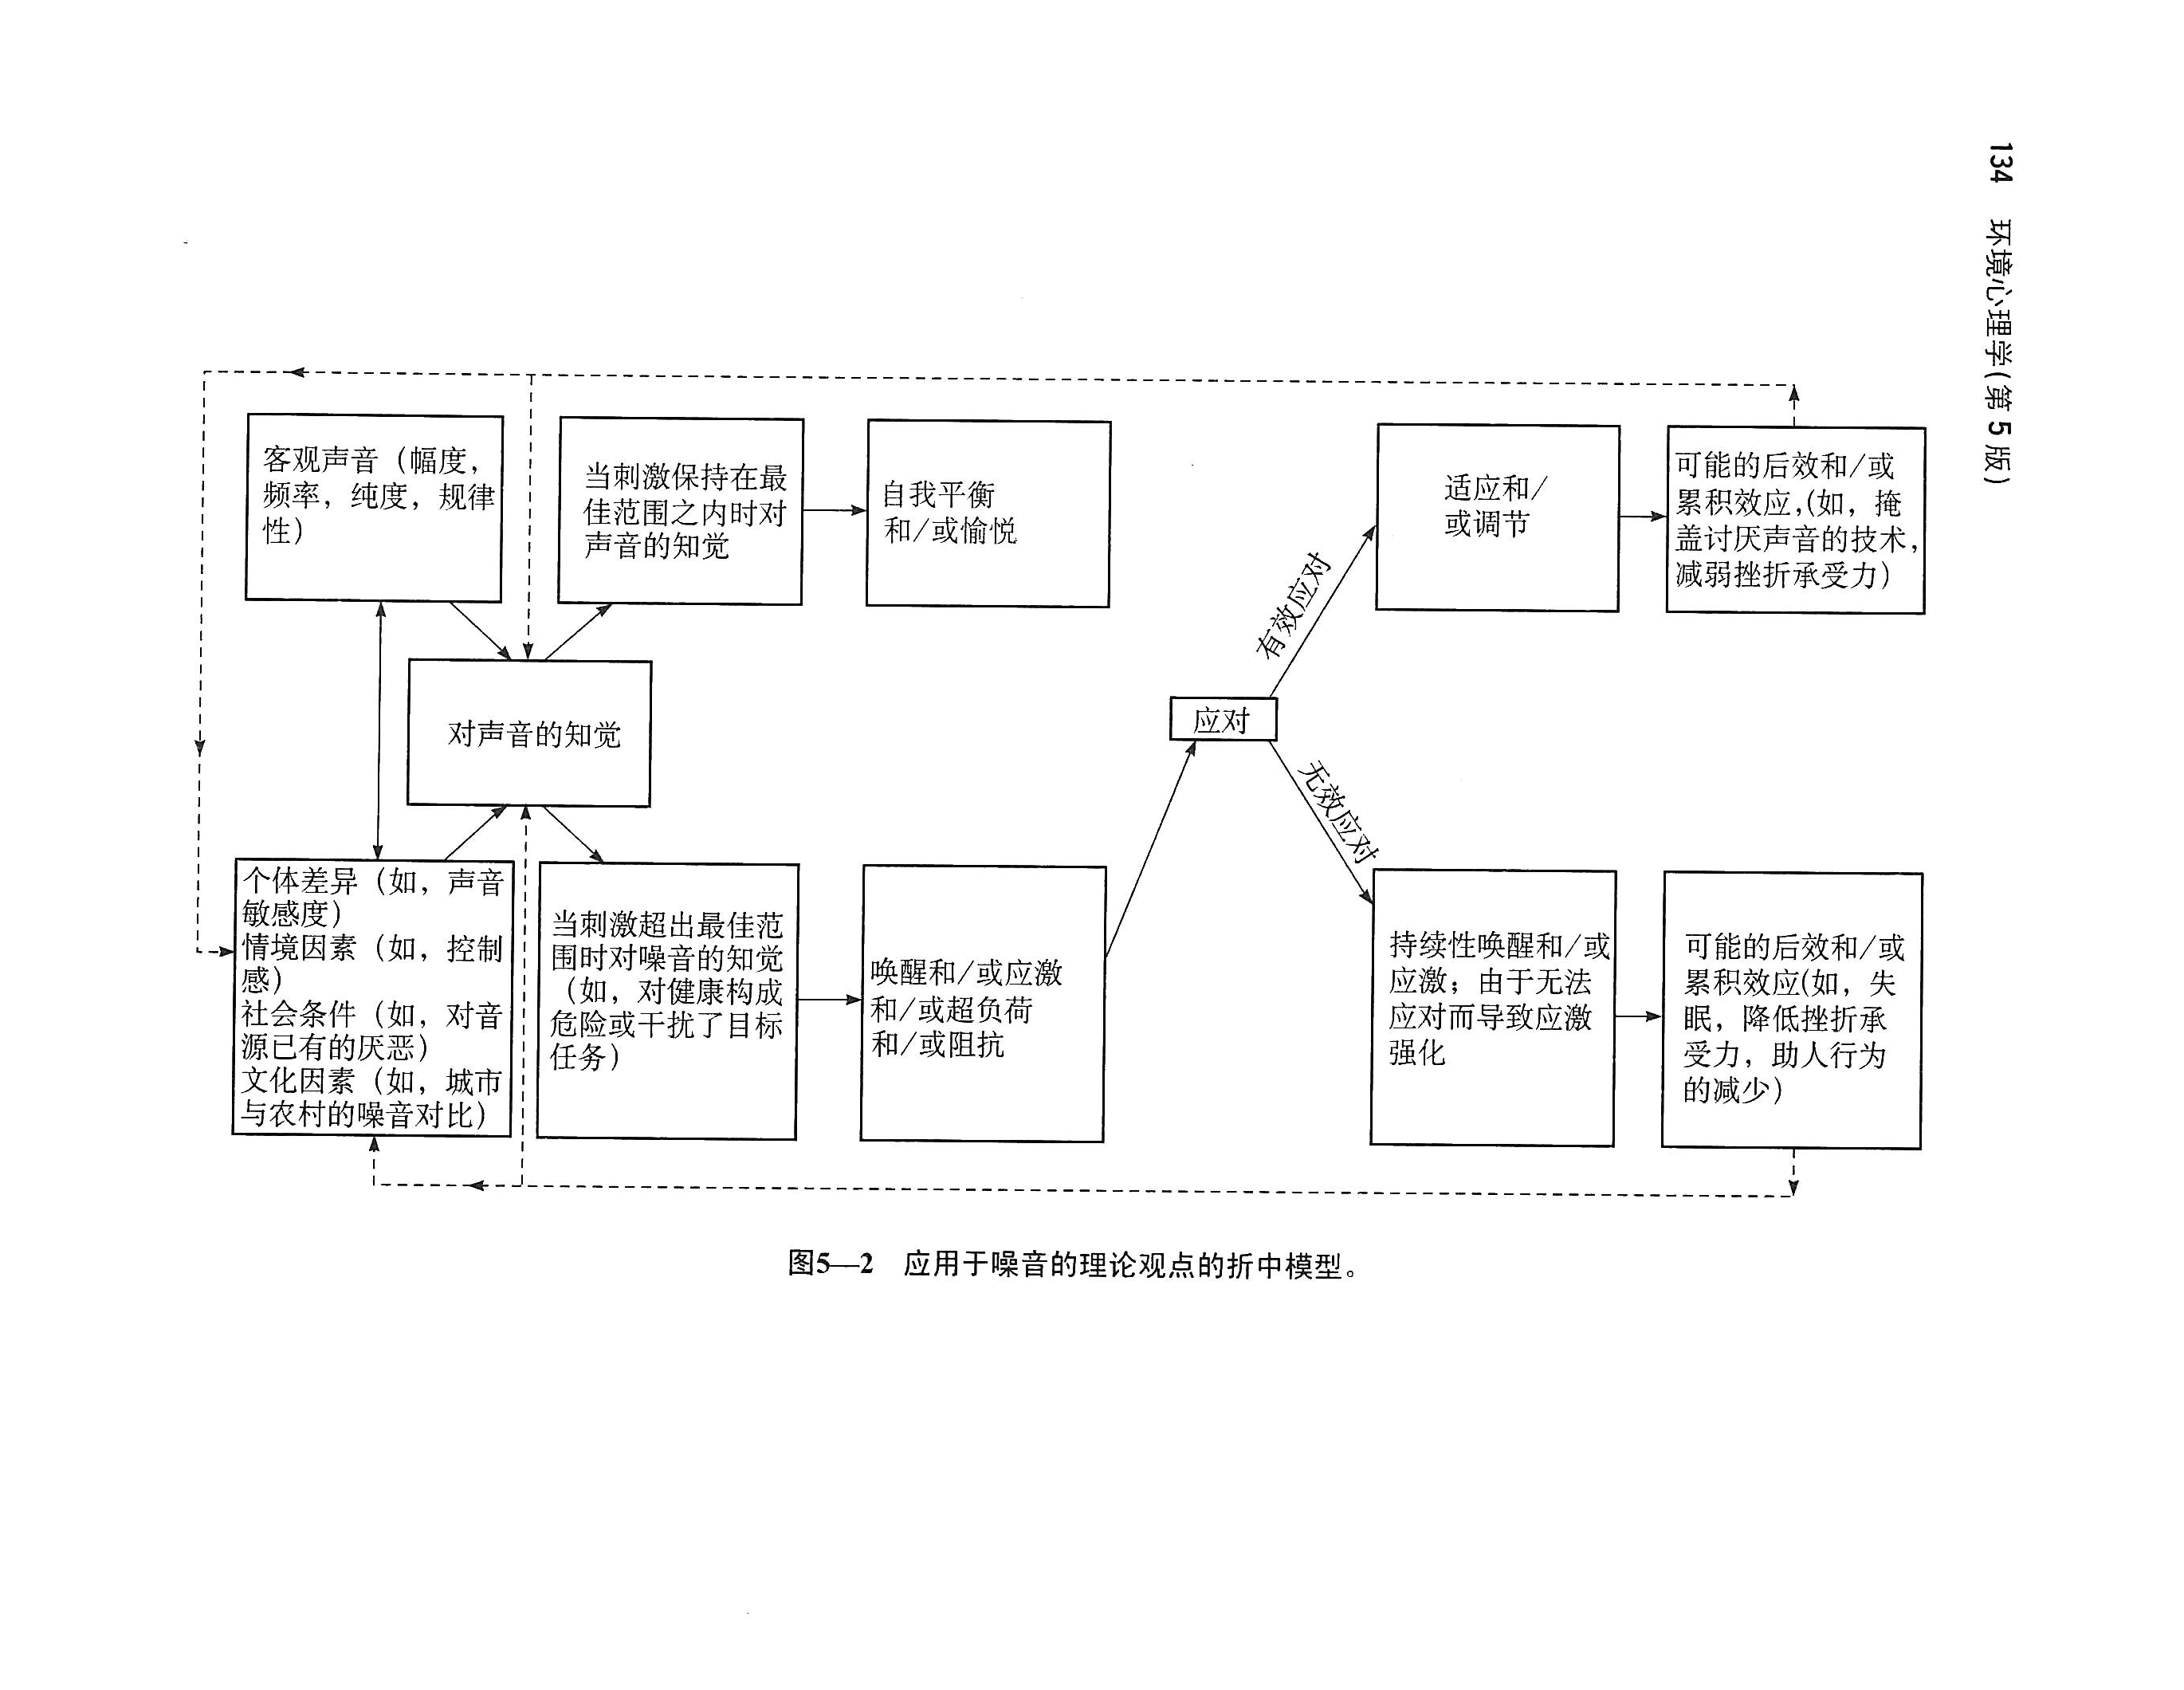 134 环境心理学(第5版)
客观声音（幅度，
频率，纯度，规律
性）
当刺激保持在最
佳范围之内时对
声音的知觉
自我平衡
和/或愉悦
适应和/
或调节
可能的后效和/或
累积效应,(如，掩
盖讨厌声音的技术，
减弱挫折承受力）
有效应对
对声音的知觉
应对
无效应对
个体差异（如，声音
敏感度）
情境因素（如，控制
感）
社会条件（如，对音
源已有的厌恶）
文化因素（如，城市
与农村的噪音对比）
当刺激超出最佳范
围时对噪音的知觉
（如，对健康构成
危险或干扰了目标
任务）
唤醒和/或应激
和/或超负荷
和/或阻抗
持续性唤醒和/或
应激；由于无法
应对而导致应激
强化
可能的后效和/或
累积效应(如，失
眠，降低挫折承
受力，助人行为
的减少）
图5—2 应用于噪音的理论观点的折中模型。